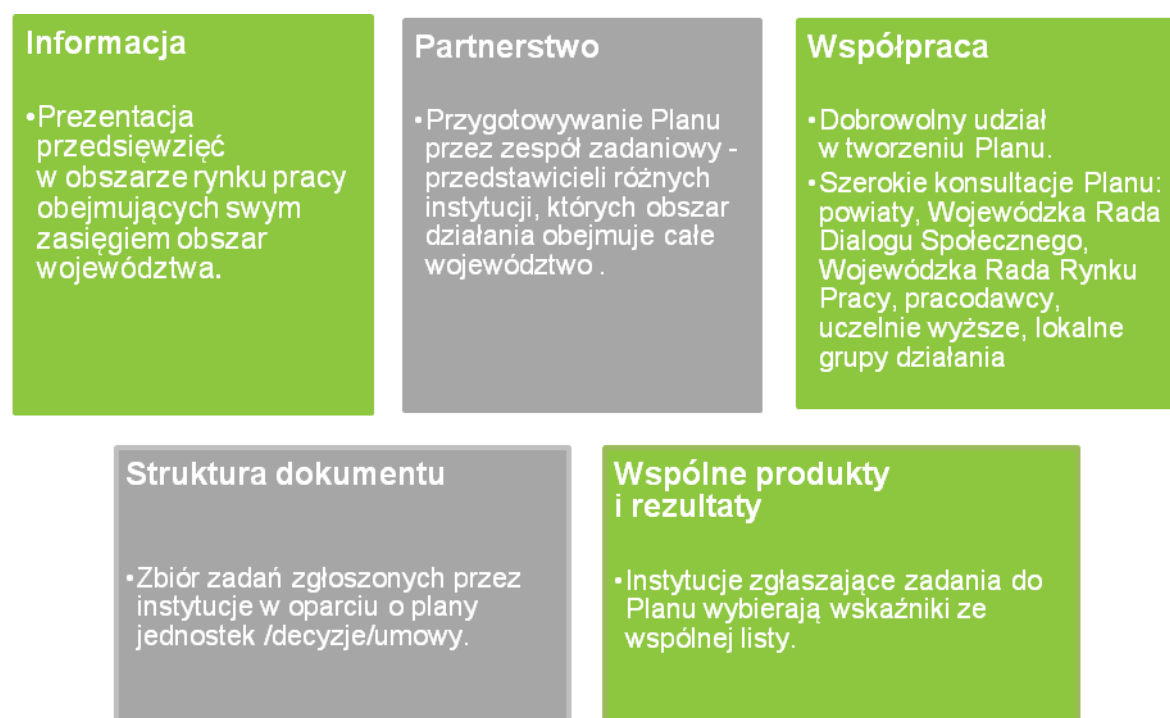 Informacja
•Prezentacja
przedsięwzięć
w obszarze rynku pracy
obejmujących swym
zasięgiem obszar
województwa.
Partnerstwo
•Przygotowywanie Planu
przez zespół zadaniowy -
przedstawicieli różnych
instytucji, których obszar
działania obejmuje całe
województwo .
Współpraca
•Dobrowolny udział
w tworzeniu Planu.
•Szerokie konsultacje Planu:
powiaty, Wojewódzka Rada
Dialogu Społecznego,
Wojewódzka Rada Rynku
Pracy, pracodawcy,
uczelnie wyższe, lokalne
grupy działania
Struktura dokumentu
•Zbiór zadań zgłoszonych przez
instytucje w oparciu o plany
jednostek /decyzje/umowy.
Wspólne produkty
i rezultaty
•Instytucje zgłaszające zadania do
Planu wybierają wskaźniki ze
wspólnej listy.